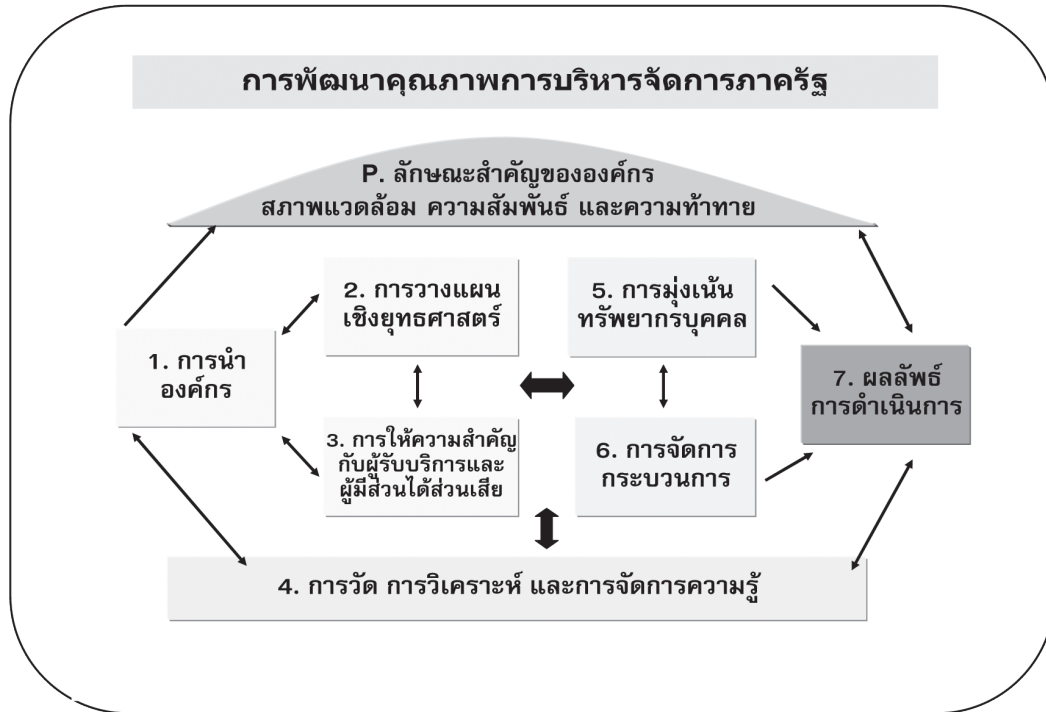 การพัฒนาคุณภาพการบริหารจัดการภาครัฐ
P. ลักษณะสำคัญขององค์กร
สภาพแวดล้อม ความสัมพันธ์ และความท้าทาย
1. การนำ
องค์กร
2. การวางแผน
เชิงยุทธศาสตร์
3. การให้ความสำคัญ
กับผู้รับบริการและ
ผู้มีส่วนได้ส่วนเสีย
5. การมุ่งเน้น
ทรัพยากรบุคคล
6. การจัดการ
กระบวนการ
7. ผลลัพธ์
การดำเนินการ
4. การวัด การวิเคราะห์ และการจัดการความรู้